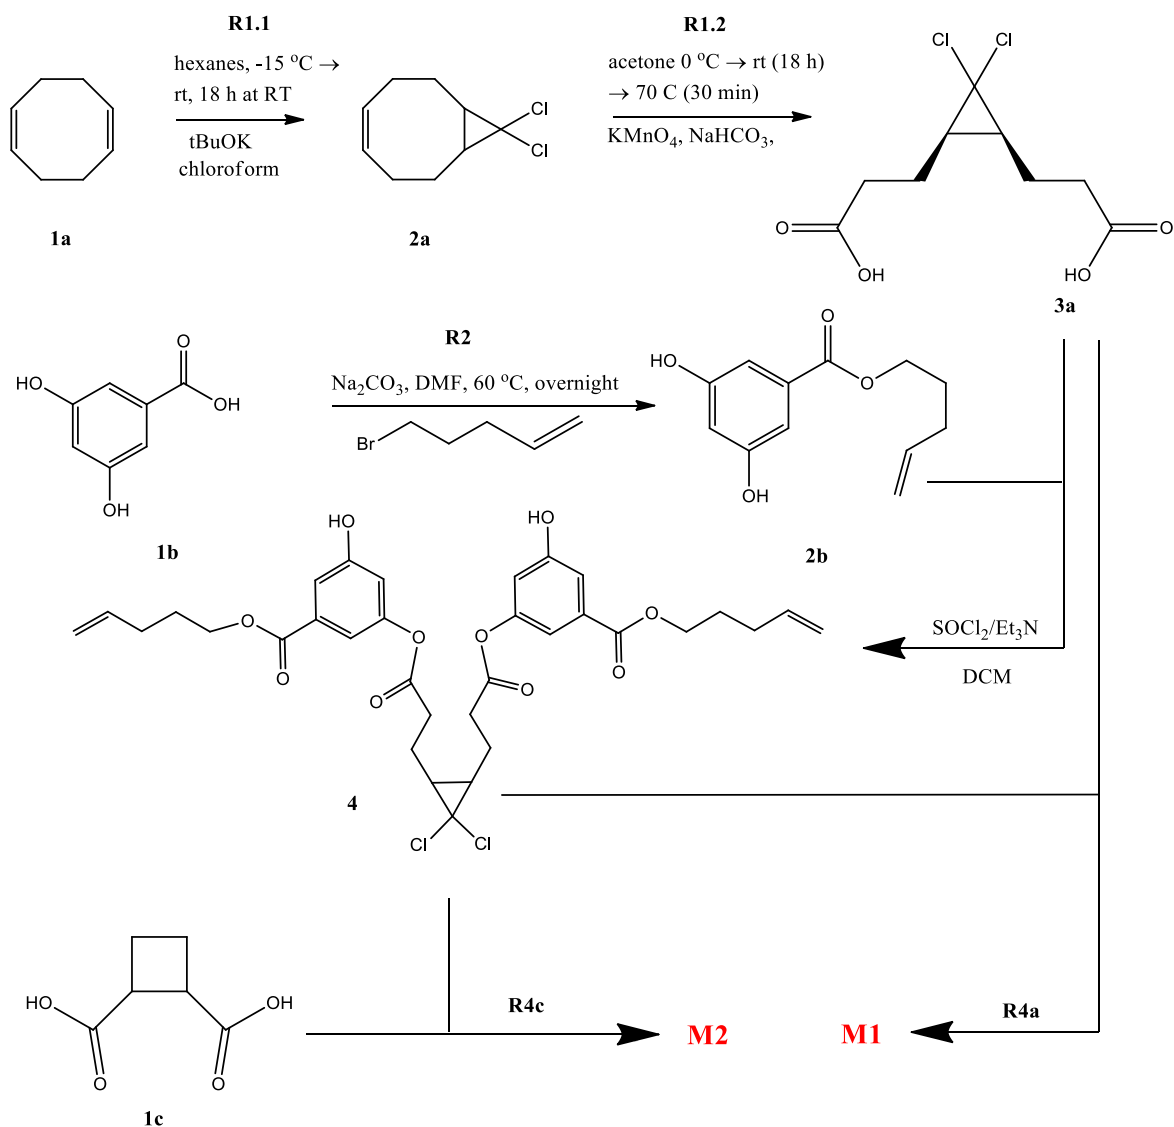 R1.1
hexanes, -15 °C →
rt, 18 h at RT
tBuOK
chloroform
1a
Cl
Cl
2a
R1.2
acetone 0 °C → rt (18 h)
→ 70 C (30 min)
KMnO4, NaHCO3,
Cl
Cl
O
OH
HO
O
3a
HO
O
OH
OH
1b
R2
Na2CO3, DMF, 60 °C, overnight
Br
HO
O
O
OH
2b
HO
O
O
O
O
HO
O
O
O
O
Cl
Cl
4
SOCl2/Et3N
DCM
HO
OH
O
O
1c
R4c
M2
M1
R4a